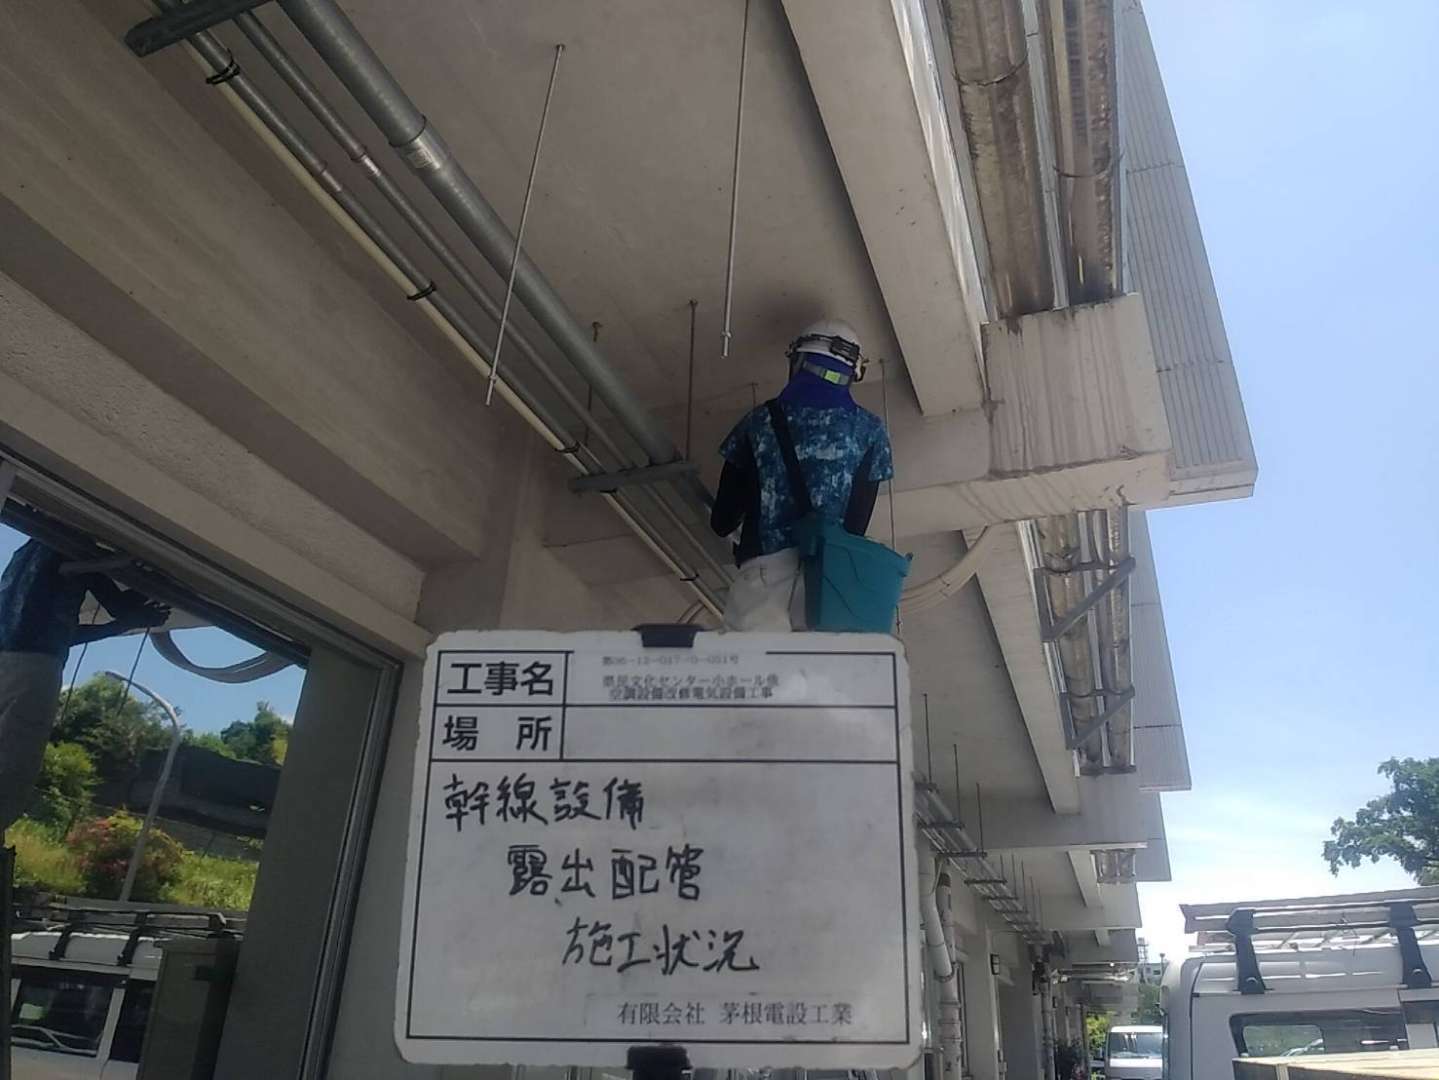 工事名
県民文化センター小ホール係
空調設備改修電気設備工事
場 所
幹線設備
露出配管
施工状況
有限会社 茅根電設工業